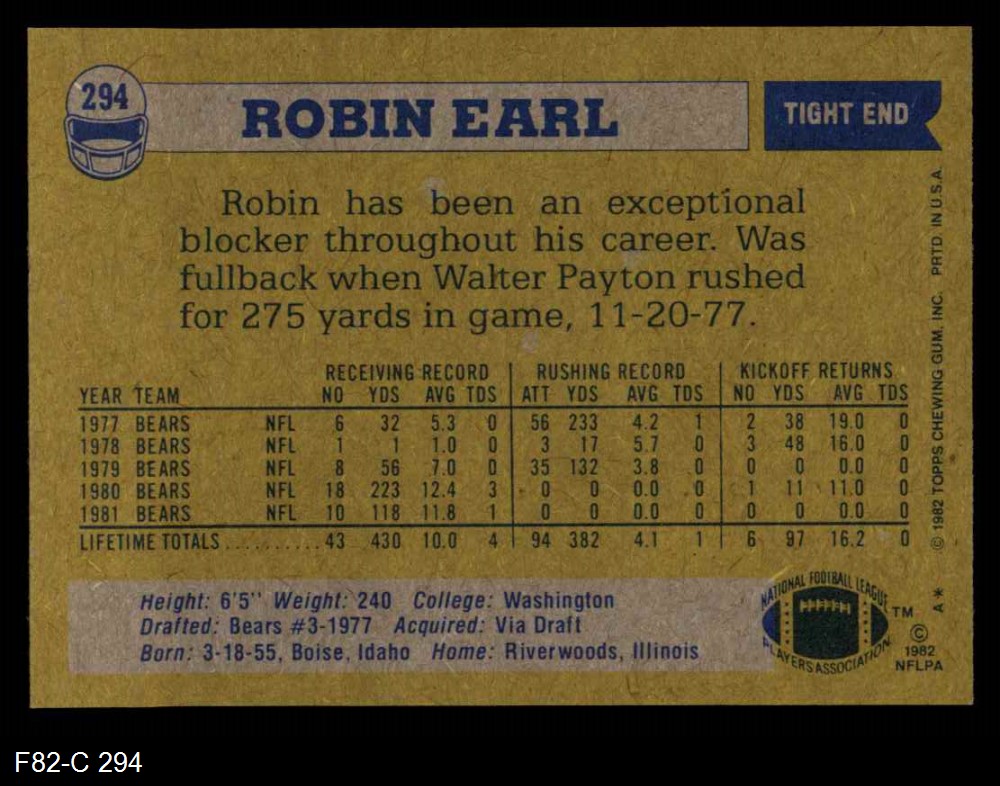 294
ROBIN EARL
TIGHT END
Robin has been an exceptional
blocker throughout his career. Was
fullback when Walter Payton rushed
for 275 yards in game, 11-20-77.
RECEIVING RECORD RUSHING RECORD KICKOFF RETURNS
YEAR TEAM NO YDS AVG TDS ATT YDS AVG TDS NO YDS AVG TDS
1977 BEARS NFL 6 32 5.3 0 56 233 4.2 1 2 38 19.0 0
1978 BEARS NFL 1 1 1.0 0 3 17 5.7 0 3 48 16.0 0
1979 BEARS NFL 8 56 7.0 0 35 132 3.8 0 0 0 0.0 0
1980 BEARS NFL 18 223 12.4 3 0 0 0.0 0 1 11 11.0 0
1981 BEARS NFL 10 118 11.8 1 0 0 0.0 0 0 0 0.0 0
LIFETIME TOTALS.......... 43 430 10.0 4 94 382 4.1 1 6 97 16.2 0
Height: 6'5" Weight: 240 College: Washington
Drafted: Bears #3-1977 Acquired: Via Draft
Born: 3-18-55, Boise, Idaho Home: Riverwoods, Illinois
NATIONAL FOOTBALL LEAGUE
PLAYERS ASSOCIATION
TM
© 
1982
NFLPA
© 1982 TOPPS CHEWING GUM, INC. PRTD. IN U.S.A.
A *
F82-C 294